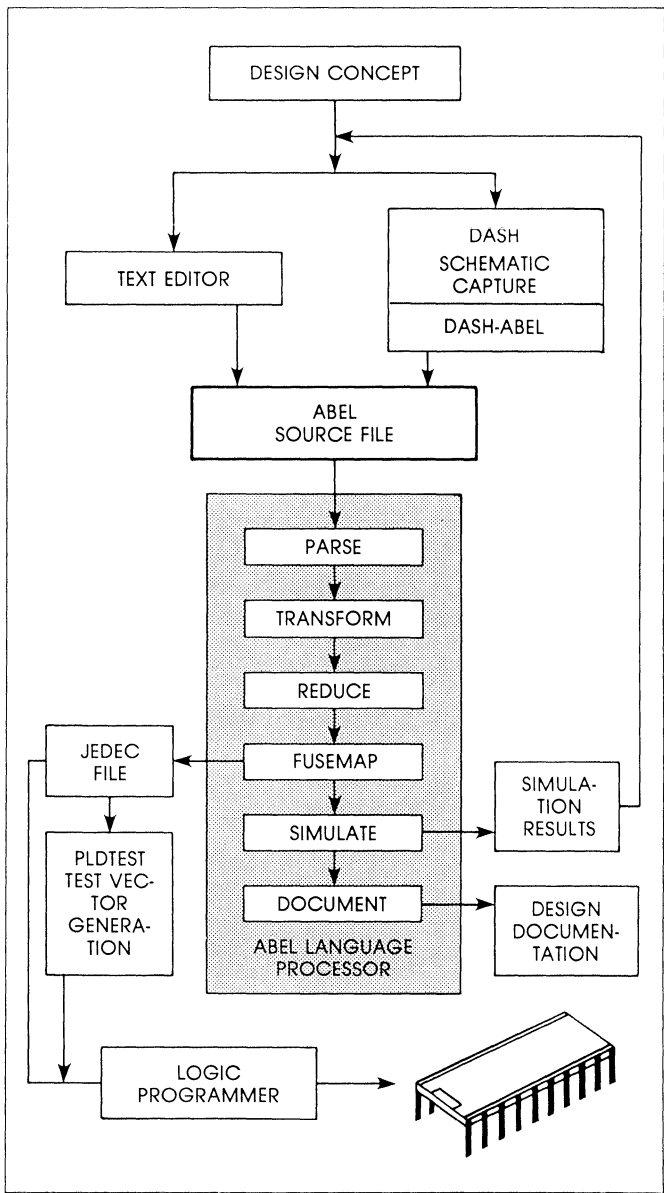 DESIGN CONCEPT
TEXT EDITOR
DASH
SCHEMATIC
CAPTURE
DASH-ABEL
ABEL
SOURCE FILE
PARSE
TRANSFORM
REDUCE
FUSEMAP
SIMULATE
DOCUMENT
ABEL LANGUAGE
PROCESSOR
JEDEC
FILE
PLDTEST
TEST VEC-
TOR
GENERA-
TION
SIMULA-
TION
RESULTS
DESIGN
DOCUMEN-
TATION
LOGIC
PROGRAMMER